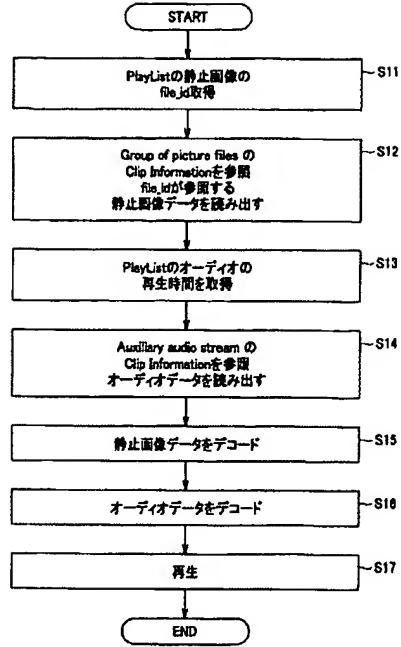 START
PlayListの静止画像の
file_id取得
S11
Group of picture files の
Clip Informationを参照
file_idが参照する
静止画像データを読み出す
S12
PlayListのオーディオの
再生時間を取得
S13
Auxiliary audio stream の
Clip Informationを参照
オーディオデータを読み出す
S14
静止画像データをデコード
S15
オーディオデータをデコード
S16
再生
S17
END